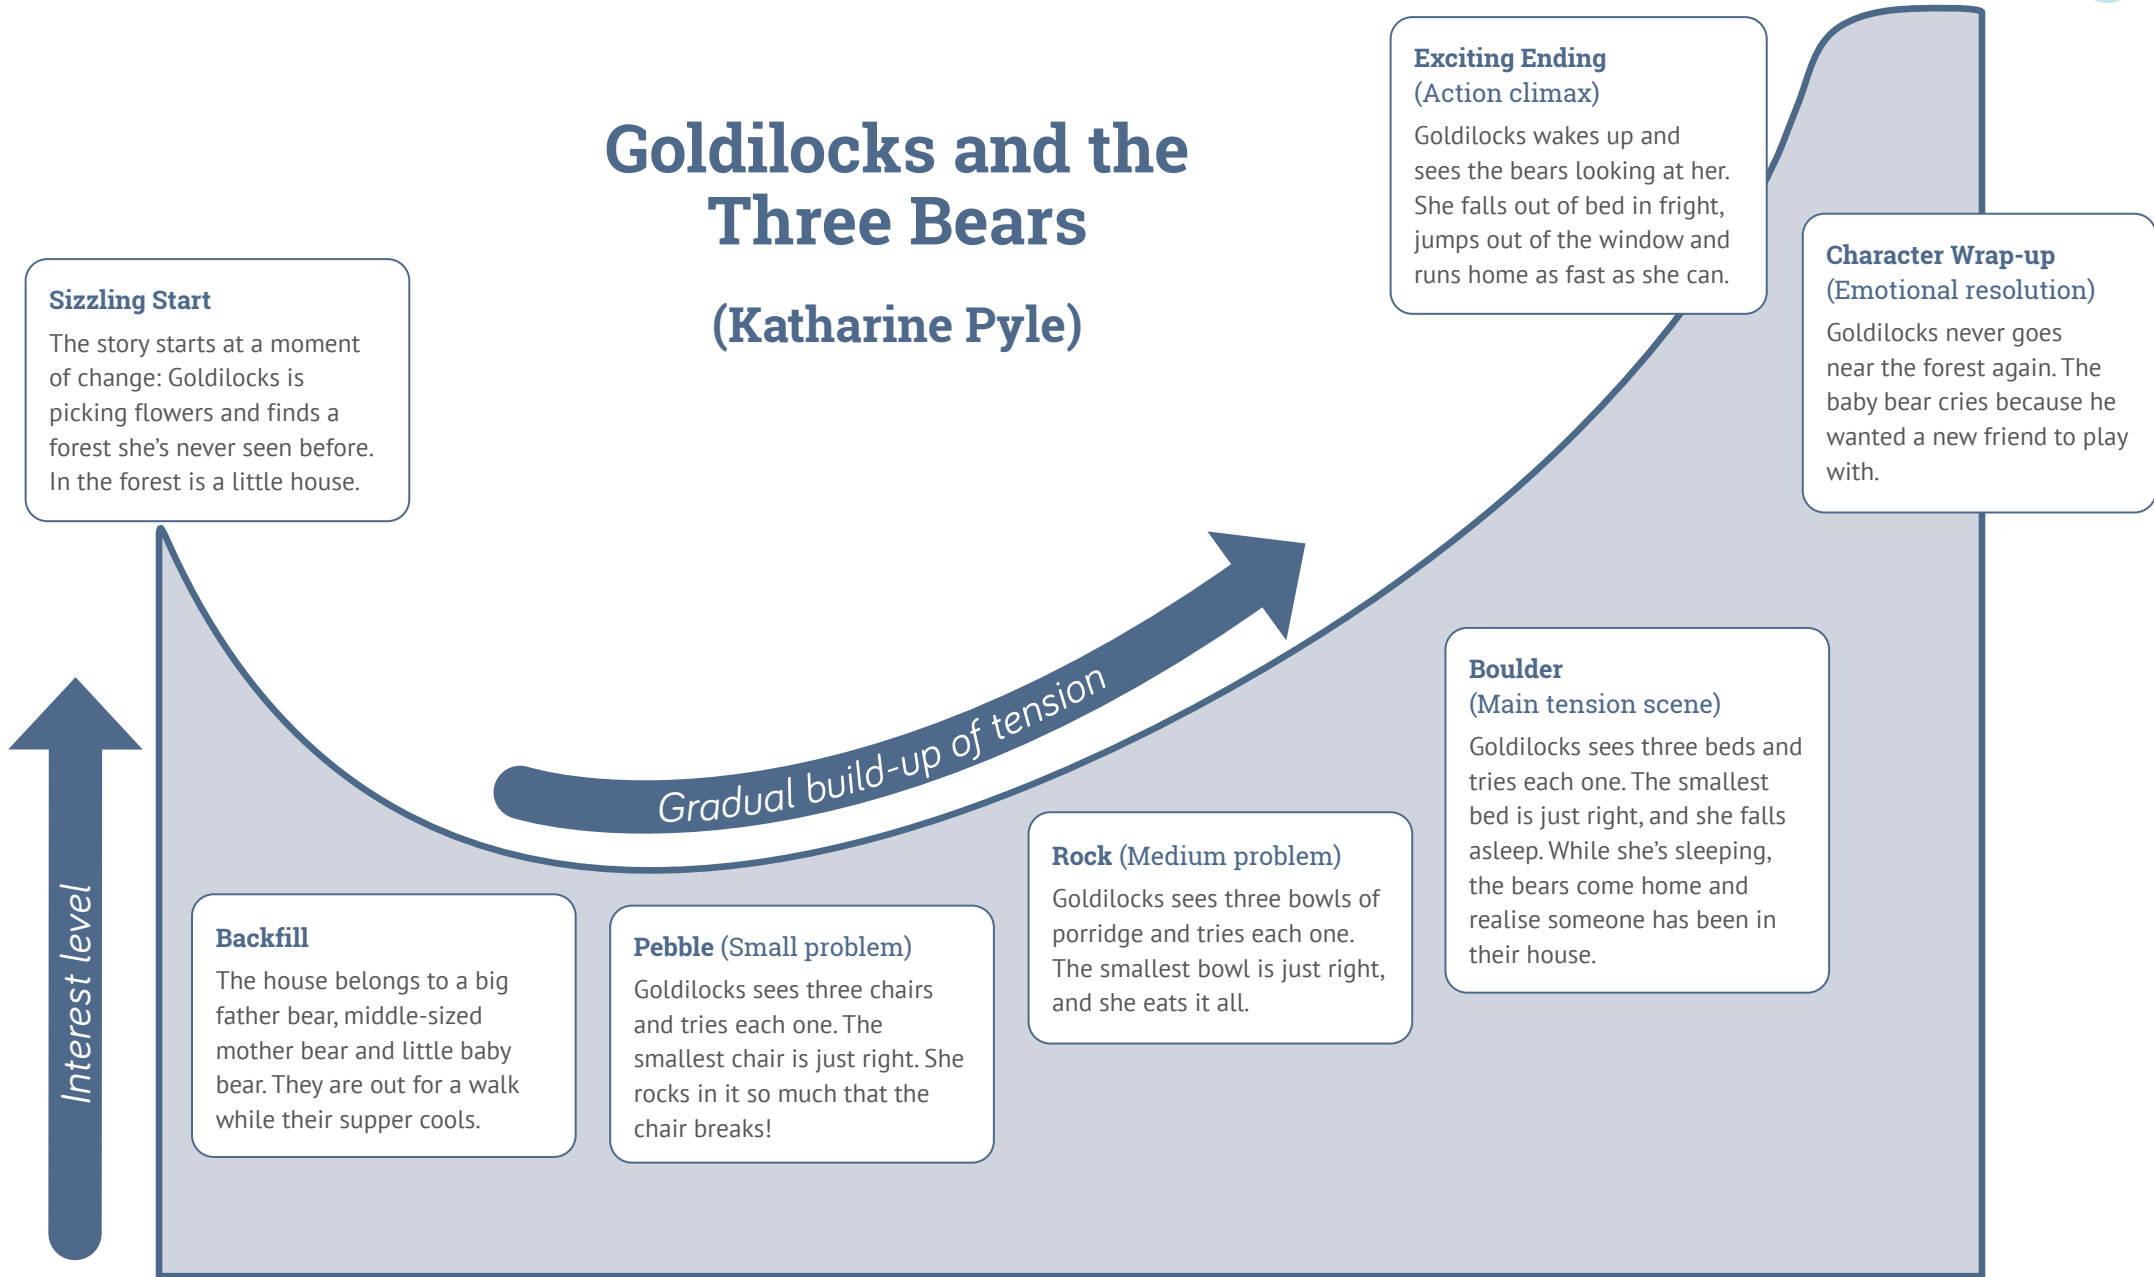 Goldilocks and the
Three Bears
(Katharine Pyle)
Sizzling Start
The story starts at a moment
of change: Goldilocks is
picking flowers and finds a
forest she’s never seen before.
In the forest is a little house.
Backfill
The house belongs to a big
father bear, middle-sized
mother bear and little baby
bear. They are out for a walk
while their supper cools.
Pebble (Small problem)
Goldilocks sees three chairs
and tries each one. The
smallest chair is just right. She
rocks in it so much that the
chair breaks!
Rock (Medium problem)
Goldilocks sees three bowls of
porridge and tries each one.
The smallest bowl is just right,
and she eats it all.
Boulder
(Main tension scene)
Goldilocks sees three beds and
tries each one. The smallest
bed is just right, and she falls
asleep. While she’s sleeping,
the bears come home and
realise someone has been in
their house.
Exciting Ending
(Action climax)
Goldilocks wakes up and
sees the bears looking at her.
She falls out of bed in fright,
jumps out of the window and
runs home as fast as she can.
Character Wrap-up
(Emotional resolution)
Goldilocks never goes
near the forest again. The
baby bear cries because he
wanted a new friend to play
with.
Gradual build-up of tension
Interest level